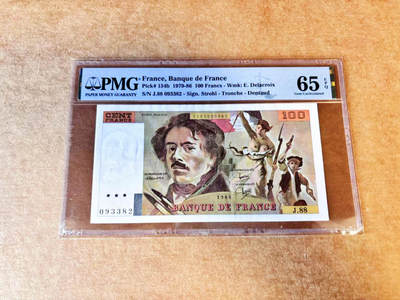 PMG
PAPER MONEY GUARANTY
France, Banque de France
Pick# 154b 1979-86 100 Francs - Wmk: E. Delacroix
S/N J.88 093382 - Sign. Strohl - Tronche - Dentaud
65 EPQ
Gem Uncirculated
CENT
FRANCS
100
093382
BANQUE DE FRANCE
J.88